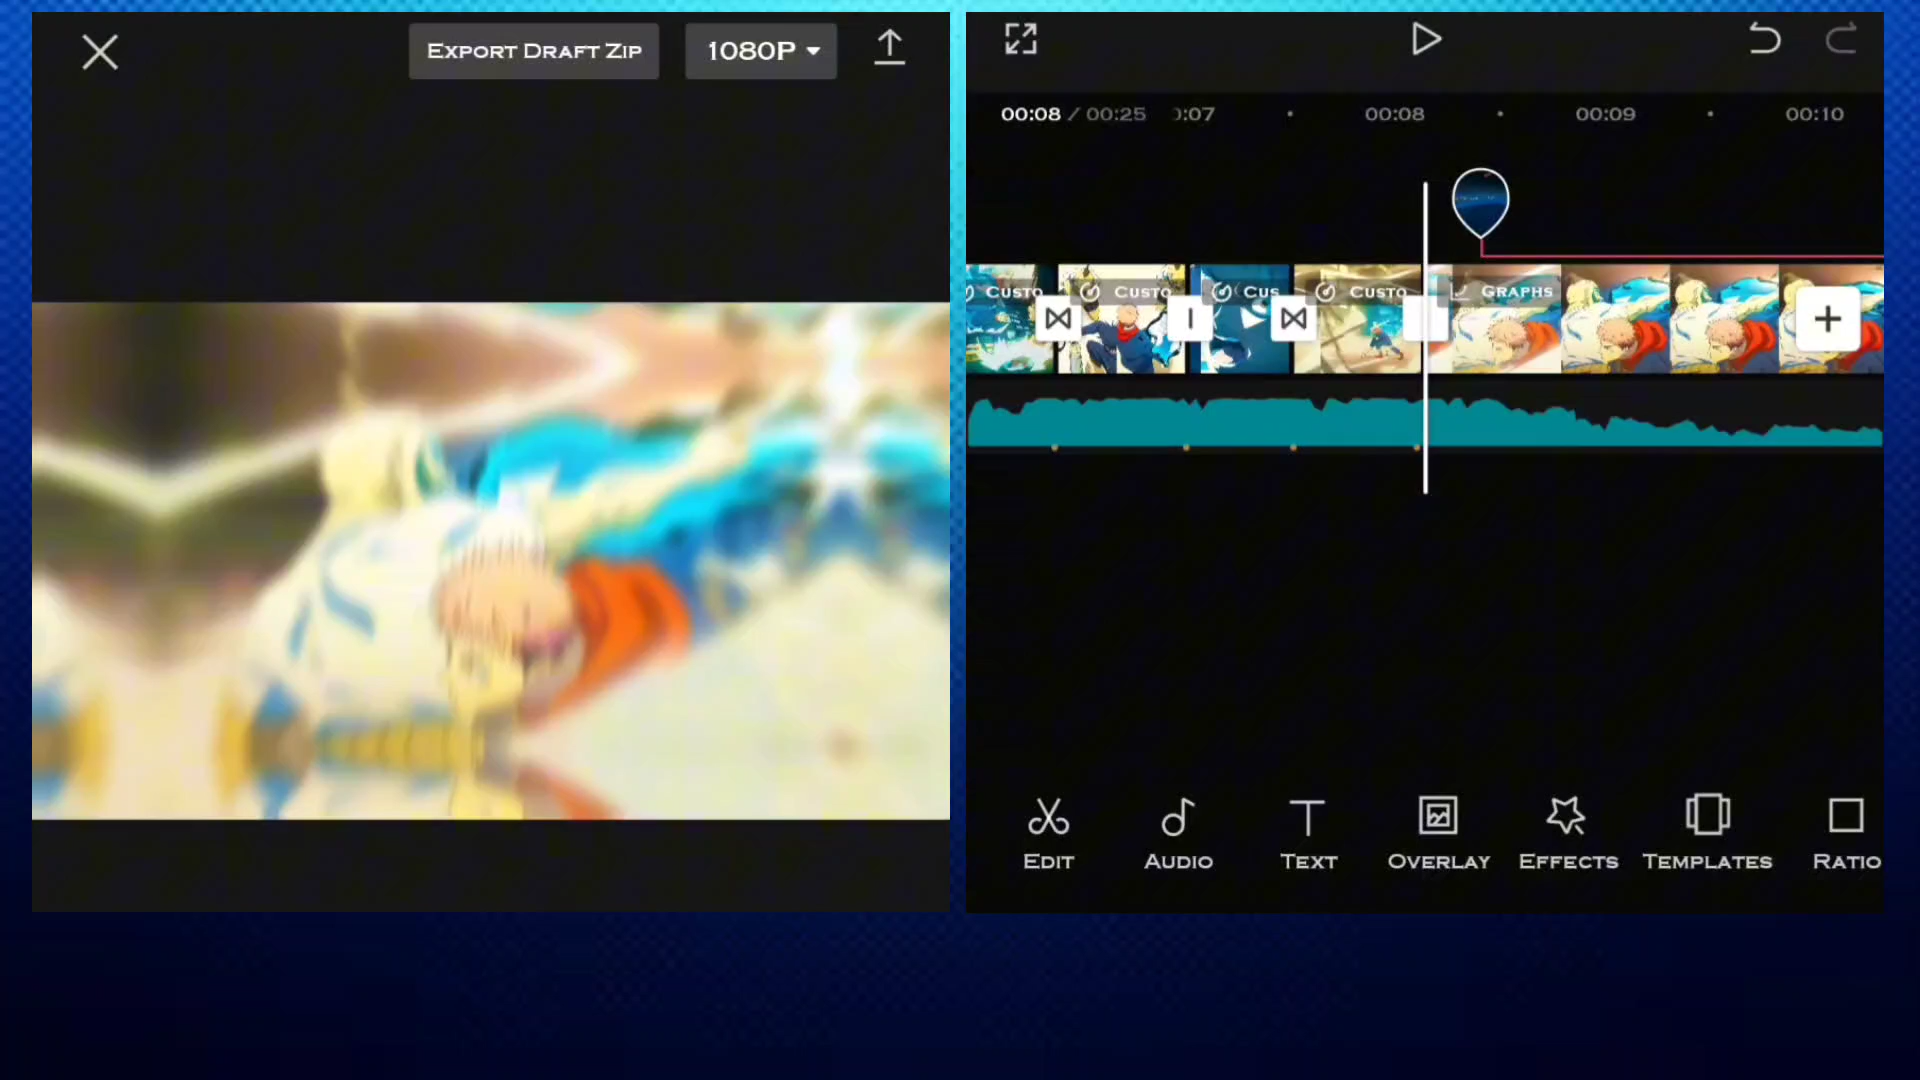 EXPORT DRAFT ZIP
1080P
00:08 / 00:25
:07
00:08
00:09
00:10
CUSTO
CUSTO
CUS
CUSTO
GRAPHS
EDIT
AUDIO
TEXT
OVERLAY
EFFECTS
TEMPLATES
RATIO